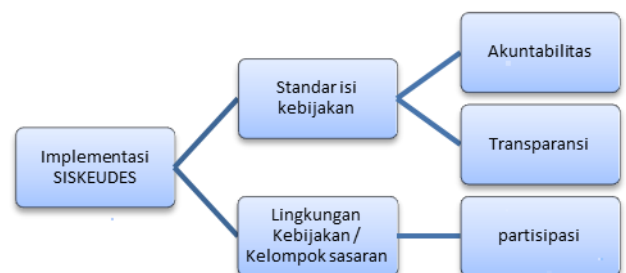 Implementasi
SISKEUDES
Standar isi
kebijakan
Akuntabilitas
Transparansi
Lingkungan
Kebijakan /
Kelompok sasaran
partisipasi